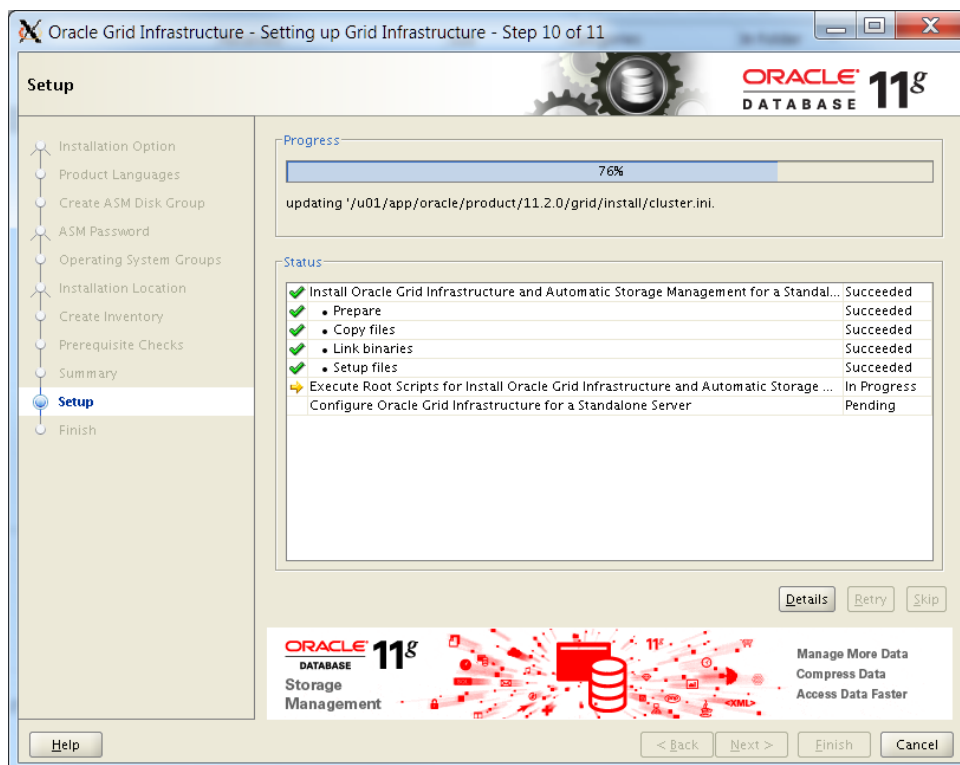 Oracle Grid Infrastructure - Setting up Grid Infrastructure - Step 10 of 11
Setup
ORACLE
DATABASE
11g
Installation Option
Product Languages
Create ASM Disk Group
ASM Password
Operating System Groups
Installation Location
Create Inventory
Prerequisite Checks
Summary
Setup
Finish
Progress
76%
updating '/u01/app/oracle/product/11.2.0/grid/install/cluster.ini.
Status
Install Oracle Grid Infrastructure and Automatic Storage Management for a Standal... Succeeded
• Prepare Succeeded
• Copy files Succeeded
• Link binaries Succeeded
• Setup files Succeeded
Execute Root Scripts for Install Oracle Grid Infrastructure and Automatic Storage ... In Progress
Configure Oracle Grid Infrastructure for a Standalone Server Pending
Details Retry Skip
ORACLE
DATABASE
11g
Storage
Management
11g
<XML>
Manage More Data
Compress Data
Access Data Faster
Help < Back Next > Finish Cancel